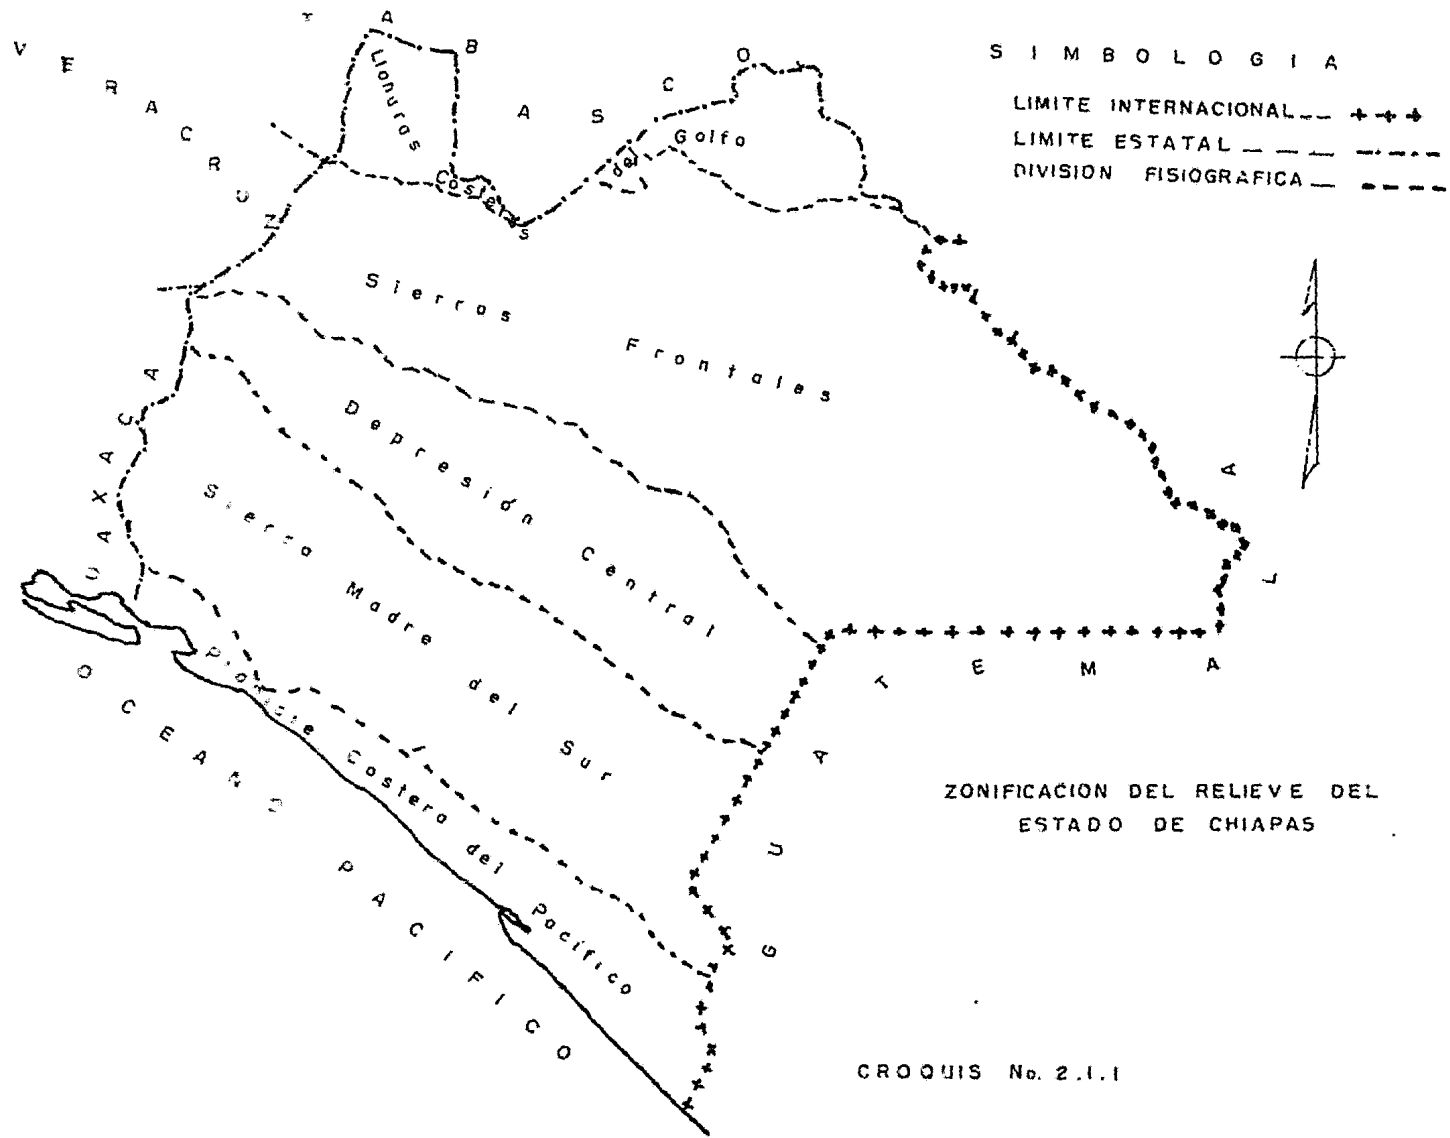 TABASCO
VERACRUZ
SIMBOLOGIA
LIMITE INTERNACIONAL
LIMITE ESTATAL
DIVISION FISIOGRAFICA
Llanuras Costeras del Golfo
Sierras Frontales
Depresión Central
Sierra Madre del Sur
Planicie Costera del Pacífico
OAXACA
OCEANO PACIFICO
GUATEMALA
ZONIFICACION DEL RELIEVE DEL
ESTADO DE CHIAPAS
CROQUIS No. 2.1.1